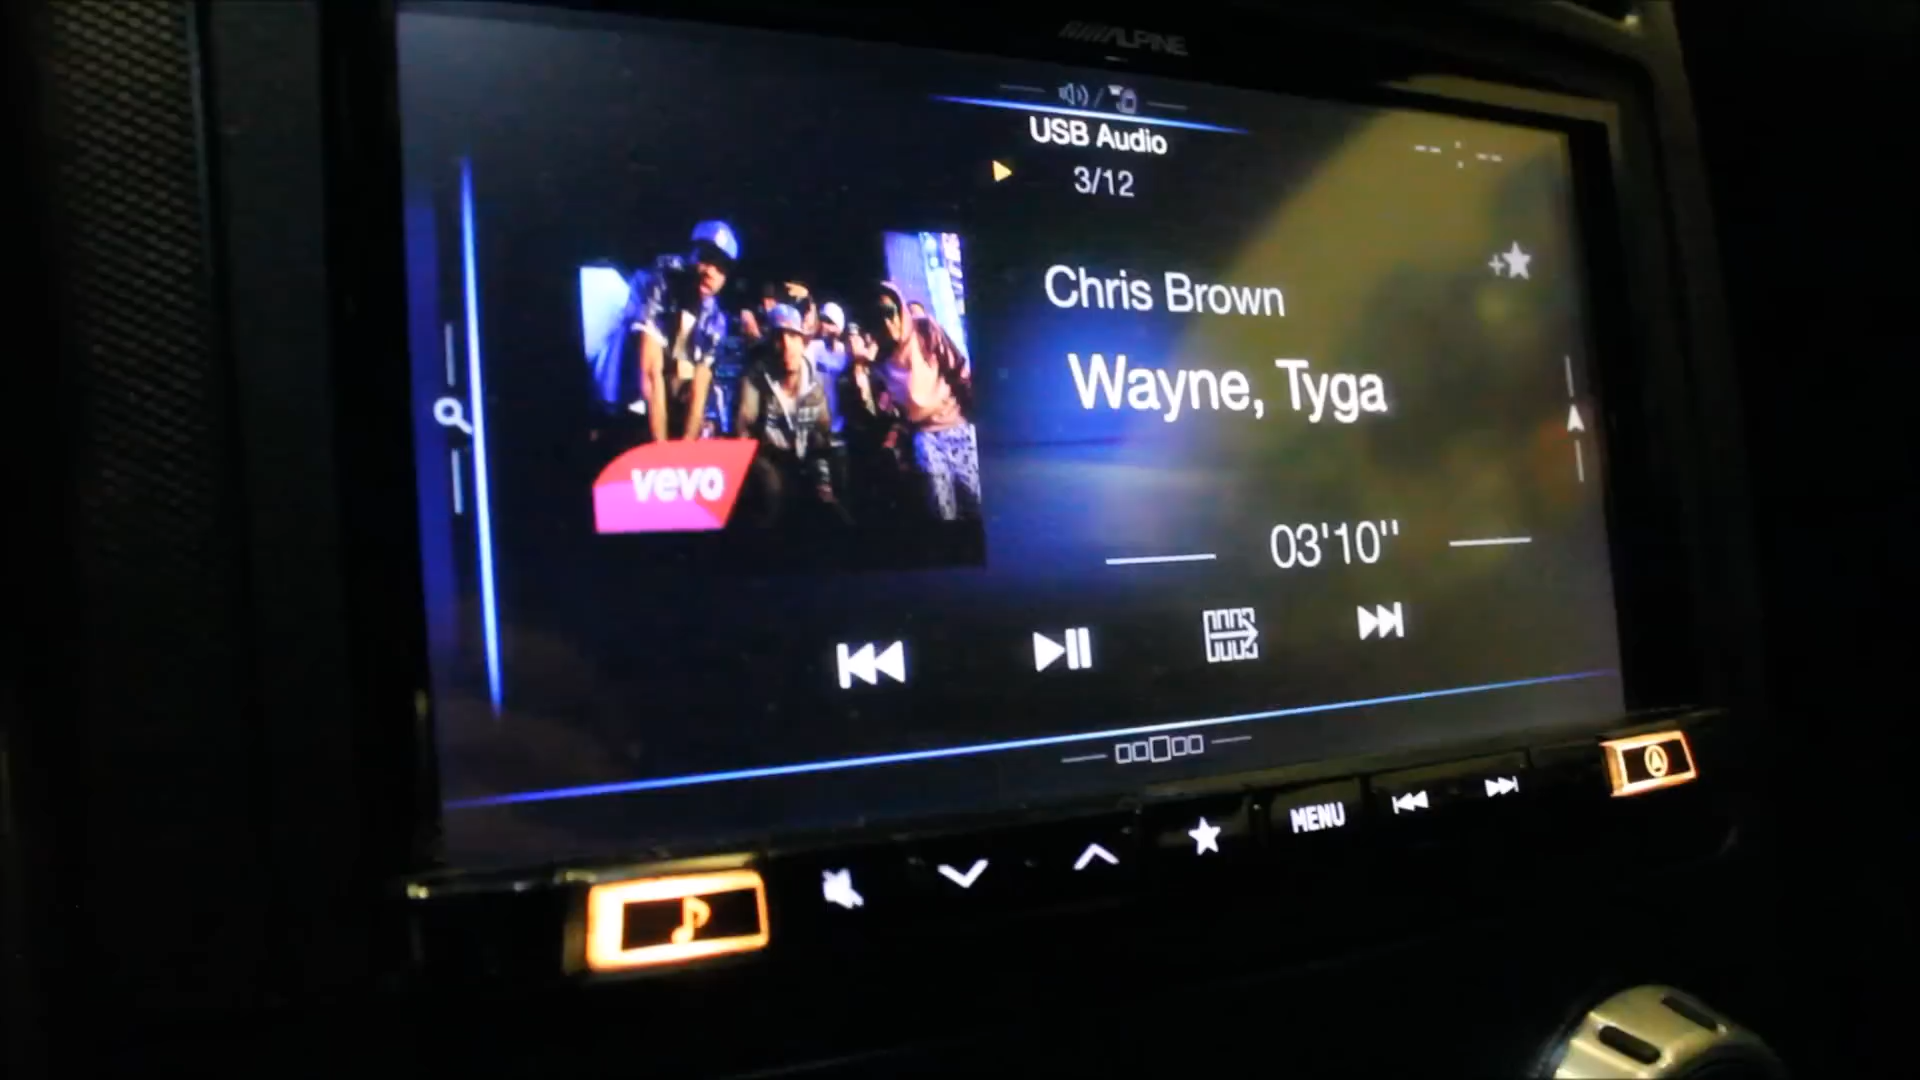 ALPINE
USB Audio
-- : --
3/12
Chris Brown
Wayne, Tyga
vevo
03'10''
MENU